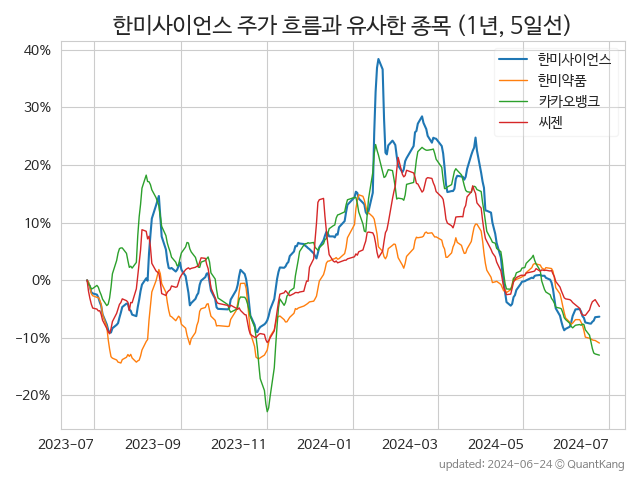 한미사이언스 주가 흐름과 유사한 종목 (1년, 5일선)
한미사이언스
한미약품
카카오뱅크
씨젠
40%
30%
20%
10%
0%
−10%
−20%
2023-07 2023-09 2023-11 2024-01 2024-03 2024-05 2024-07
updated: 2024-06-24 © QuantKang